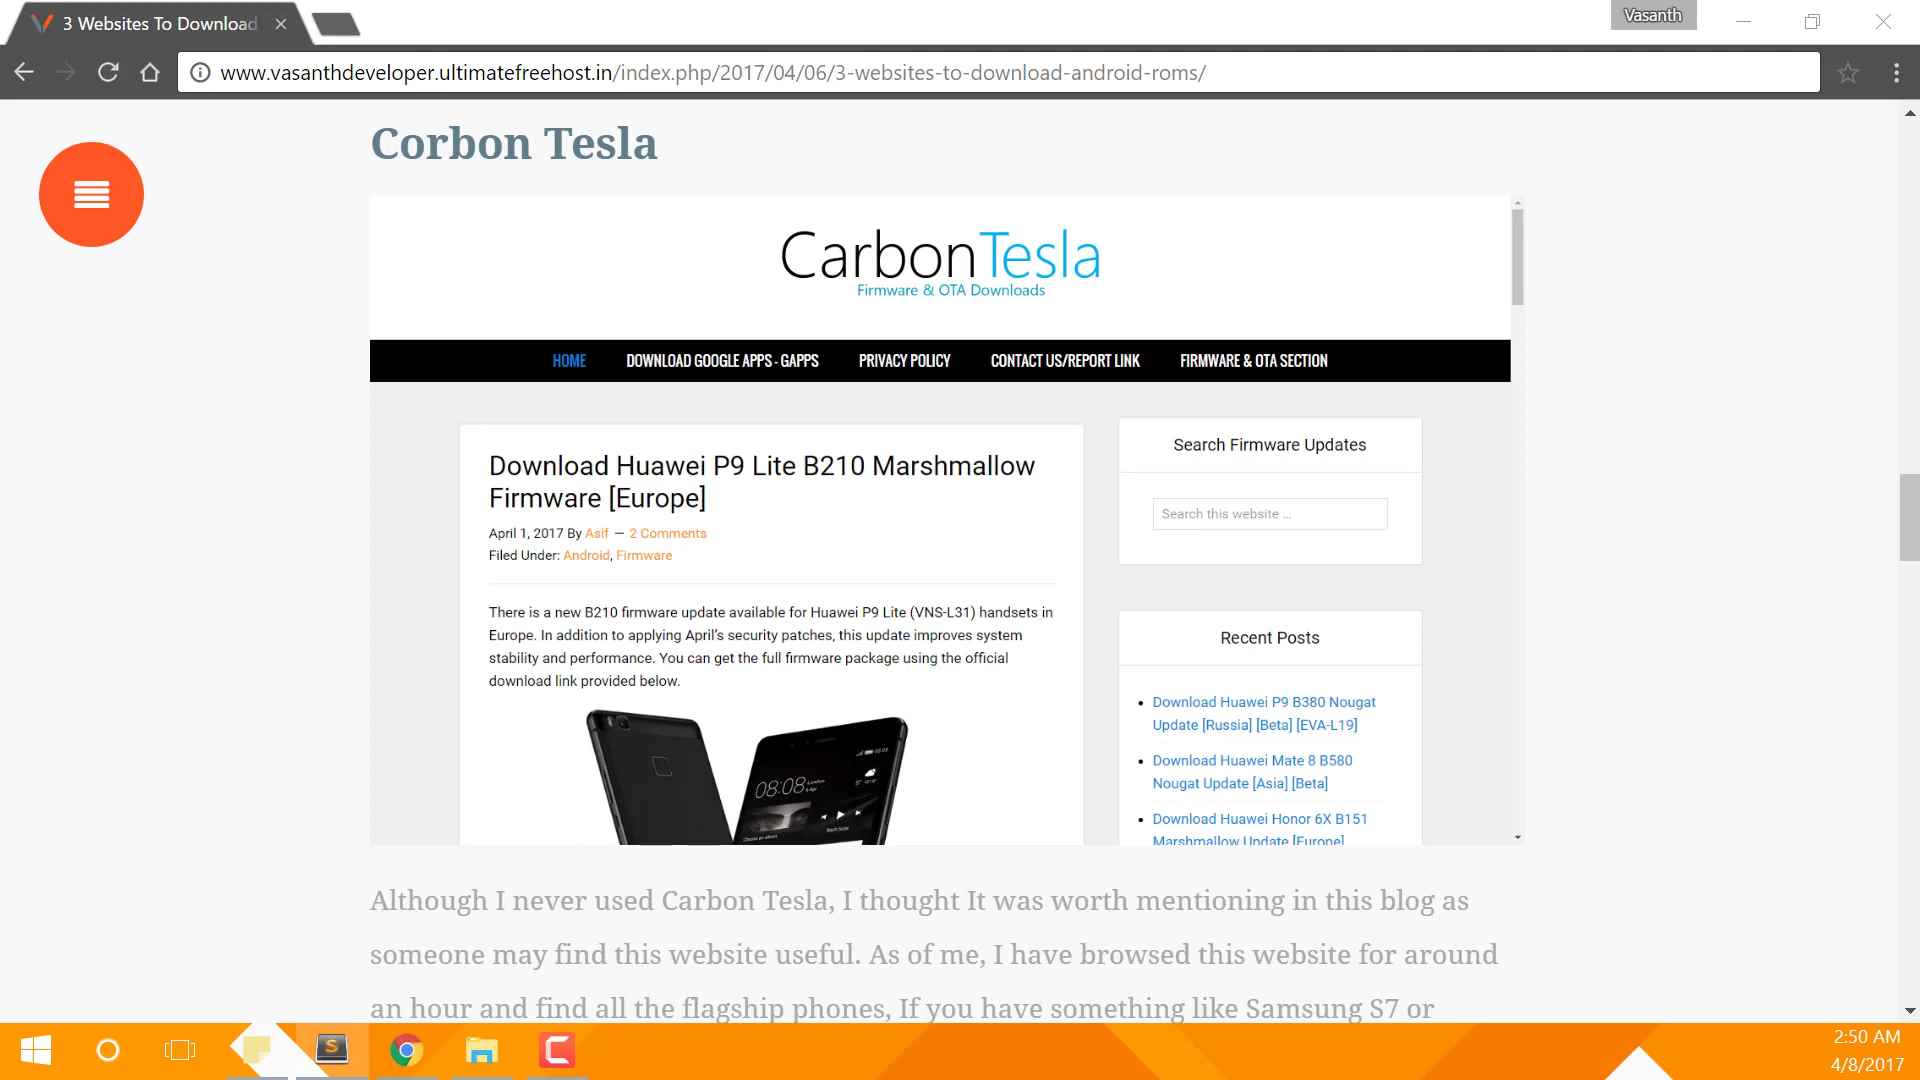 3 Websites To Download
Vasanth
www.vasanthdeveloper.ultimatefreehost.in/index.php/2017/04/06/3-websites-to-download-android-roms/
Corbon Tesla
CarbonTesla
Firmware & OTA Downloads
HOME DOWNLOAD GOOGLE APPS - GAPPS PRIVACY POLICY CONTACT US/REPORT LINK FIRMWARE & OTA SECTION
Download Huawei P9 Lite B210 Marshmallow
Firmware [Europe]
April 1, 2017 By Asif — 2 Comments
Filed Under: Android, Firmware
There is a new B210 firmware update available for Huawei P9 Lite (VNS-L31) handsets in
Europe. In addition to applying April's security patches, this update improves system
stability and performance. You can get the full firmware package using the official
download link provided below.
08:08
Search Firmware Updates
Search this website ...
Recent Posts
Download Huawei P9 B380 Nougat
Update [Russia] [Beta] [EVA-L19]
Download Huawei Mate 8 B580
Nougat Update [Asia] [Beta]
Download Huawei Honor 6X B151
Marshmallow Update [Europe]
Although I never used Carbon Tesla, I thought It was worth mentioning in this blog as
someone may find this website useful. As of me, I have browsed this website for around
an hour and find all the flagship phones, If you have something like Samsung S7 or
2:50 AM
4/8/2017